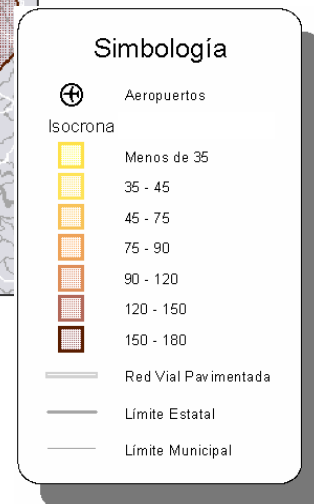 Simbología
Aeropuertos
Isocrona
Menos de 35
35 - 45
45 - 75
75 - 90
90 - 120
120 - 150
150 - 180
Red Vial Pavimentada
Límite Estatal
Límite Municipal